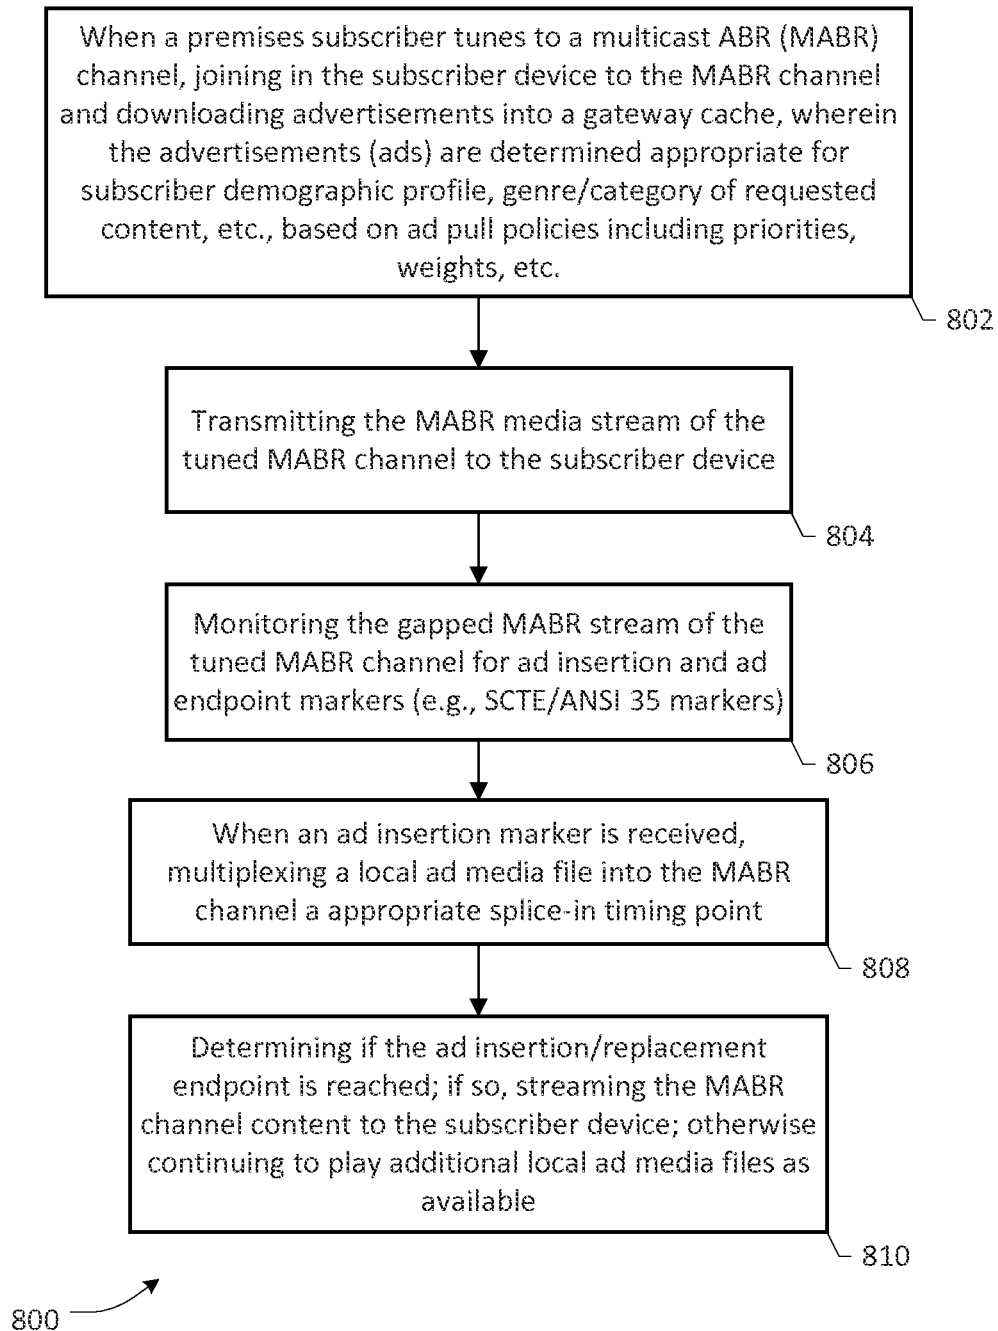 When a premises subscriber tunes to a multicast ABR (MABR)
channel, joining in the subscriber device to the MABR channel
and downloading advertisements into a gateway cache, wherein
the advertisements (ads) are determined appropriate for
subscriber demographic profile, genre/category of requested
content, etc., based on ad pull policies including priorities,
weights, etc.
802
Transmitting the MABR media stream of the
tuned MABR channel to the subscriber device
804
Monitoring the gapped MABR stream of the
tuned MABR channel for ad insertion and ad
endpoint markers (e.g., SCTE/ANSI 35 markers)
806
When an ad insertion marker is received,
multiplexing a local ad media file into the MABR
channel a appropriate splice-in timing point
808
Determining if the ad insertion/replacement
endpoint is reached; if so, streaming the MABR
channel content to the subscriber device; otherwise
continuing to play additional local ad media files as
available
810
800